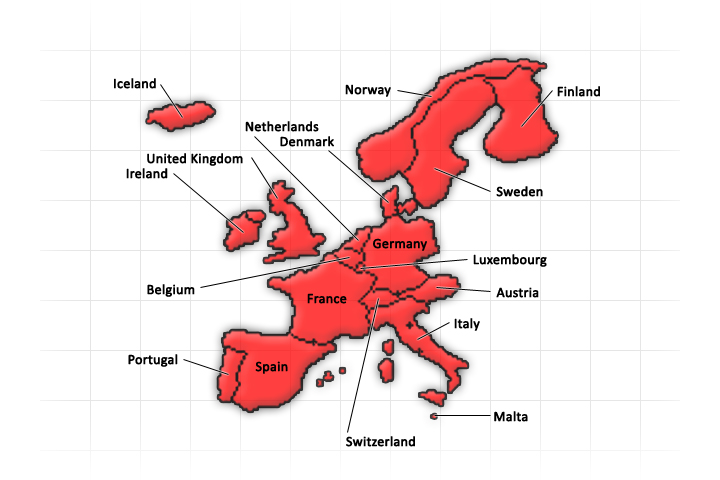 Iceland
Norway
Finland
Netherlands
Denmark
United Kingdom
Ireland
Sweden
Germany
Luxembourg
Belgium
Austria
France
Italy
Portugal
Spain
Malta
Switzerland